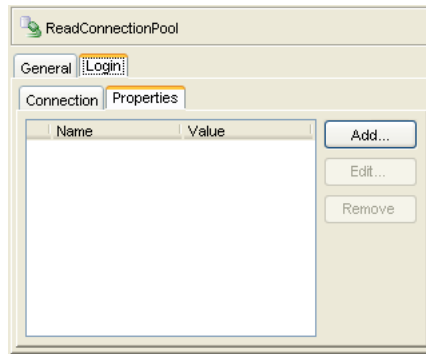 ReadConnectionPool
General Login
Connection Properties
Name Value
Add...
Edit...
Remove